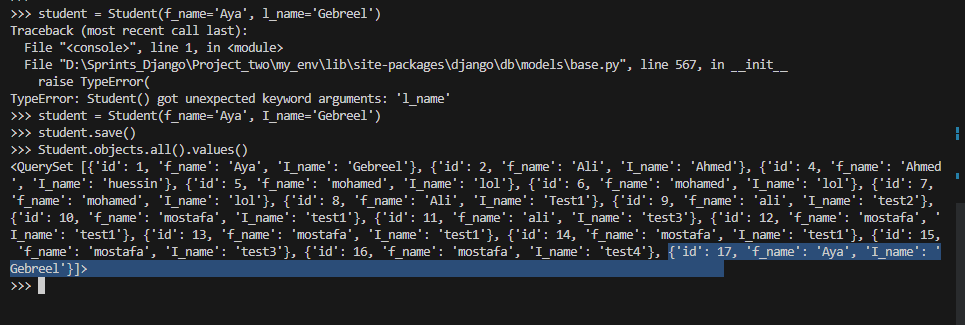 >>> student = Student(f_name='Aya', l_name='Gebreel')
Traceback (most recent call last):
  File "<console>", line 1, in <module>
  File "D:\Sprints_Django\Project_two\my_env\lib\site-packages\django\db\models\base.py", line 567, in __init__
    raise TypeError(
TypeError: Student() got unexpected keyword arguments: 'l_name'
>>> student = Student(f_name='Aya', I_name='Gebreel')
>>> student.save()
>>> Student.objects.all().values()
<QuerySet [{'id': 1, 'f_name': 'Aya', 'I_name': 'Gebreel'}, {'id': 2, 'f_name': 'Ali', 'I_name': 'Ahmed'}, {'id': 4, 'f_name': 'Ahmed
', 'I_name': 'huessin'}, {'id': 5, 'f_name': 'mohamed', 'I_name': 'lol'}, {'id': 6, 'f_name': 'mohamed', 'I_name': 'lol'}, {'id': 7,
'f_name': 'mohamed', 'I_name': 'lol'}, {'id': 8, 'f_name': 'Ali', 'I_name': 'Test1'}, {'id': 9, 'f_name': 'ali', 'I_name': 'test2'},
{'id': 10, 'f_name': 'mostafa', 'I_name': 'test1'}, {'id': 11, 'f_name': 'ali', 'I_name': 'test3'}, {'id': 12, 'f_name': 'mostafa', '
I_name': 'test1'}, {'id': 13, 'f_name': 'mostafa', 'I_name': 'test1'}, {'id': 14, 'f_name': 'mostafa', 'I_name': 'test1'}, {'id': 15,
 'f_name': 'mostafa', 'I_name': 'test3'}, {'id': 16, 'f_name': 'mostafa', 'I_name': 'test4'}, {'id': 17, 'f_name': 'Aya', 'I_name': '
Gebreel'}]>
>>>